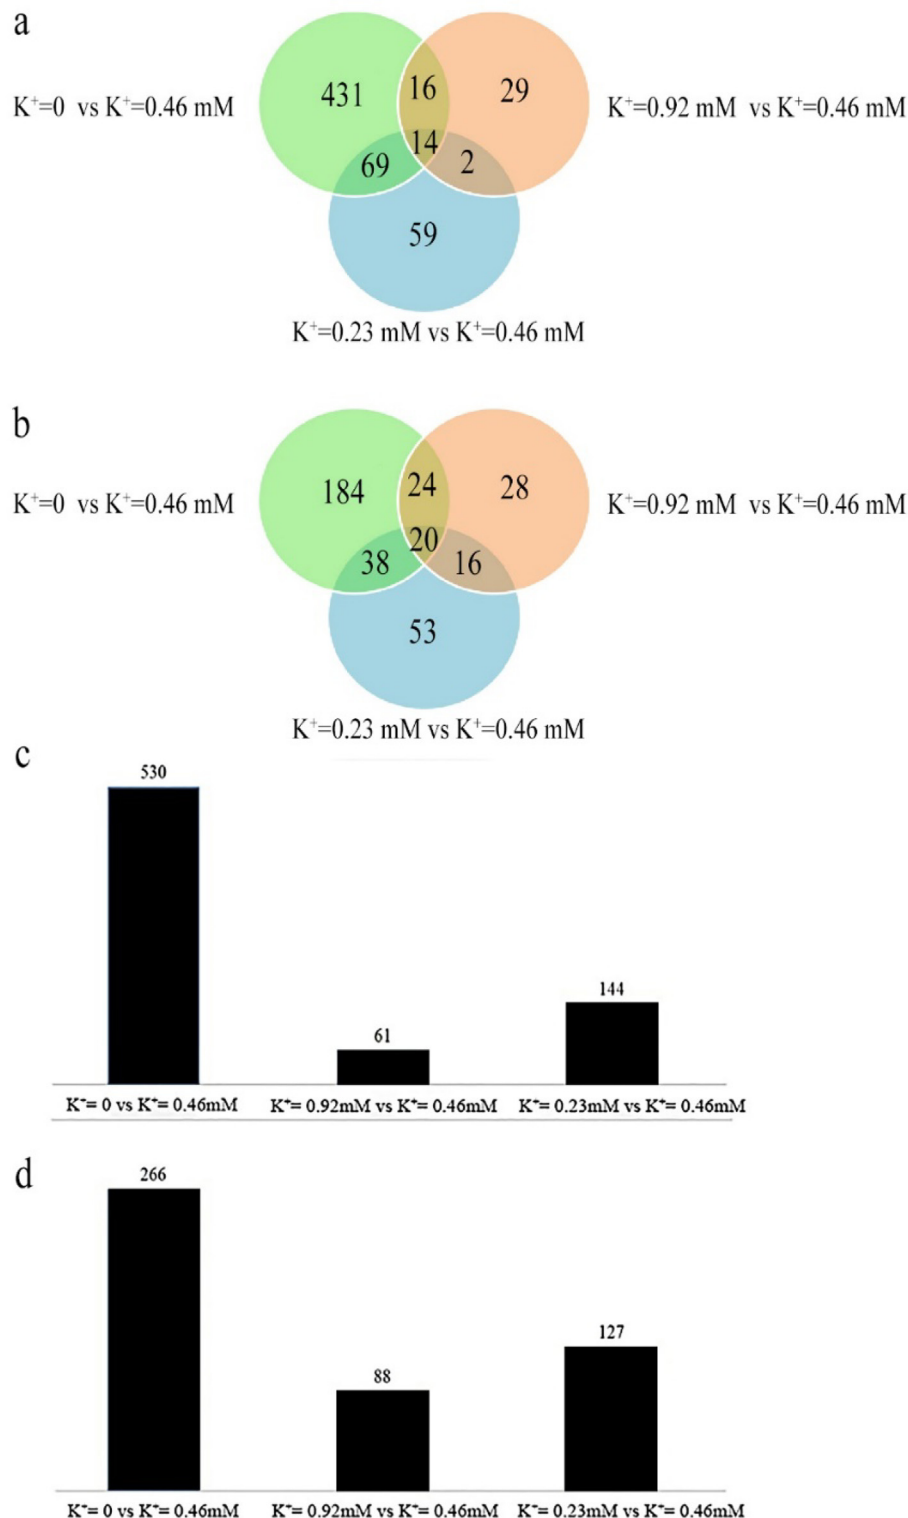 a
431
16
29
K⁺=0 vs K⁺=0.46 mM
K⁺=0.92 mM vs K⁺=0.46 mM
14
69
2
59
K⁺=0.23 mM vs K⁺=0.46 mM
b
184
24
28
K⁺=0 vs K⁺=0.46 mM
K⁺=0.92 mM vs K⁺=0.46 mM
20
38
16
53
K⁺=0.23 mM vs K⁺=0.46 mM
c
530
61
144
K⁺= 0 vs K⁺= 0.46mM
K⁺= 0.92mM vs K⁺= 0.46mM
K⁺= 0.23mM vs K⁺= 0.46mM
d
266
88
127
K⁺= 0 vs K⁺= 0.46mM
K⁺= 0.92mM vs K⁺= 0.46mM
K⁺= 0.23mM vs K⁺= 0.46mM